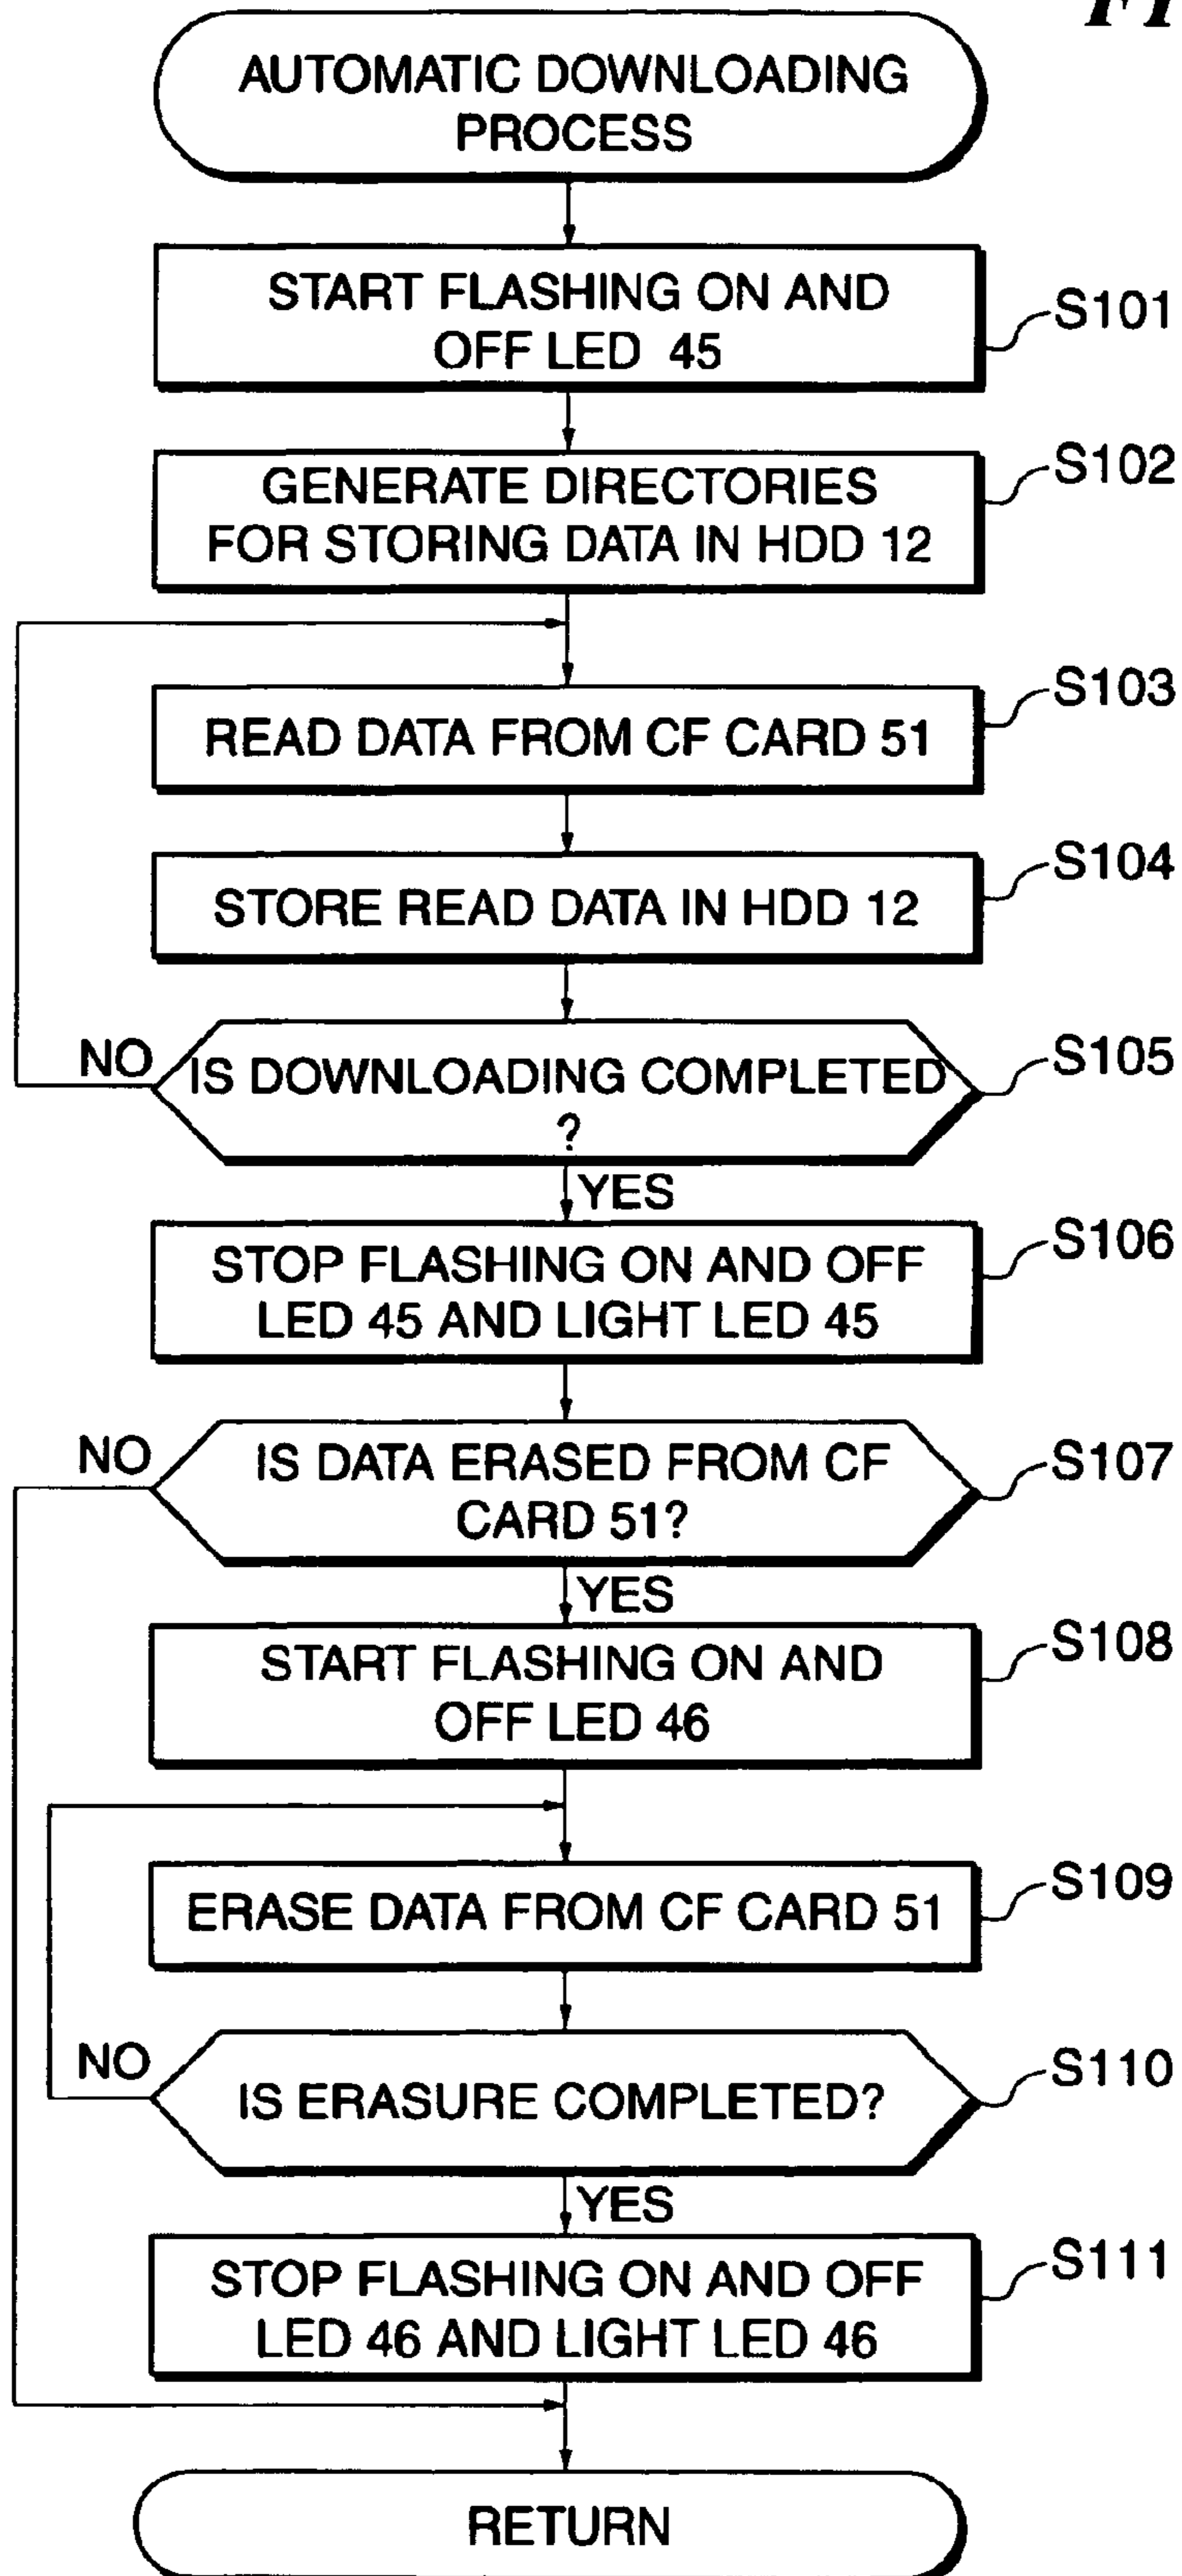 AUTOMATIC DOWNLOADING
PROCESS
START FLASHING ON AND
OFF LED 45
S101
GENERATE DIRECTORIES
FOR STORING DATA IN HDD 12
S102
READ DATA FROM CF CARD 51
S103
STORE READ DATA IN HDD 12
S104
NO
IS DOWNLOADING COMPLETED
?
S105
YES
STOP FLASHING ON AND OFF
LED 45 AND LIGHT LED 45
S106
NO
IS DATA ERASED FROM CF
CARD 51?
S107
YES
START FLASHING ON AND
OFF LED 46
S108
ERASE DATA FROM CF CARD 51
S109
NO
IS ERASURE COMPLETED?
S110
YES
STOP FLASHING ON AND OFF
LED 46 AND LIGHT LED 46
S111
RETURN